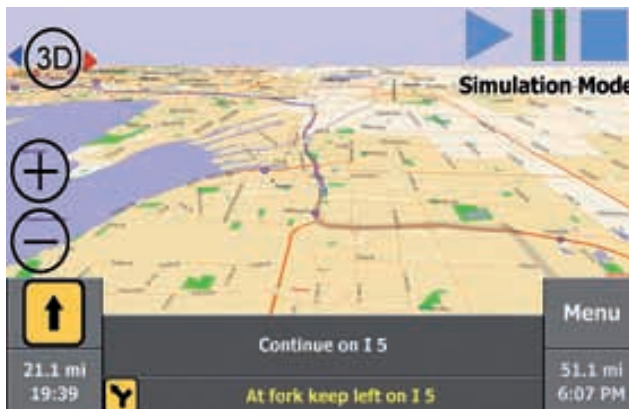 3D
Simulation Mode
Menu
Continue on I 5
21.1 mi
19:39
At fork keep left on I 5
51.1 mi
6:07 PM